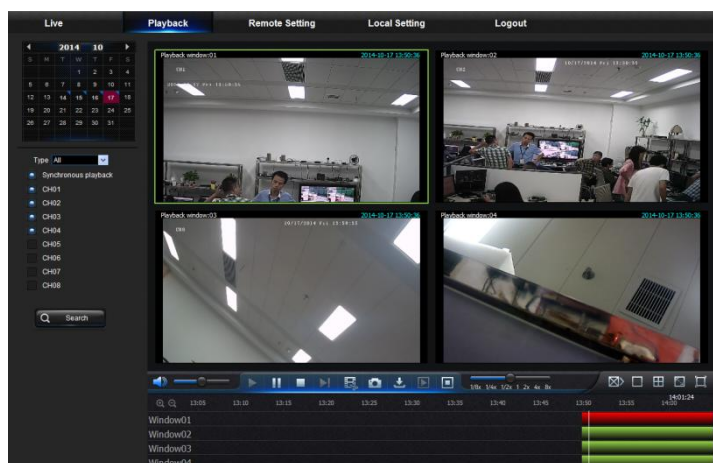 Live Playback Remote Setting Local Setting Logout
2014 10
S M T W T F S
1 2 3 4
5 6 7 8 9 10 11
12 13 14 15 16 17 18
19 20 21 22 23 24 25
26 27 28 29 30 31
Type All
Synchronous playback
CH01
CH02
CH03
CH04
CH05
CH06
CH07
CH08
Search
Playback window:01 2014-10-17 13:50:36
Playback window:02 2014-10-17 13:50:36
Playback window:03 2014-10-17 13:50:36
Playback window:04 2014-10-17 13:50:36
1/8x 1/4x 1/2x 1 2x 4x 8x
14:01:24
13:05 13:10 13:15 13:20 13:25 13:30 13:35 13:40 13:45 13:50 13:55 14:00
Window01
Window02
Window03
Window04